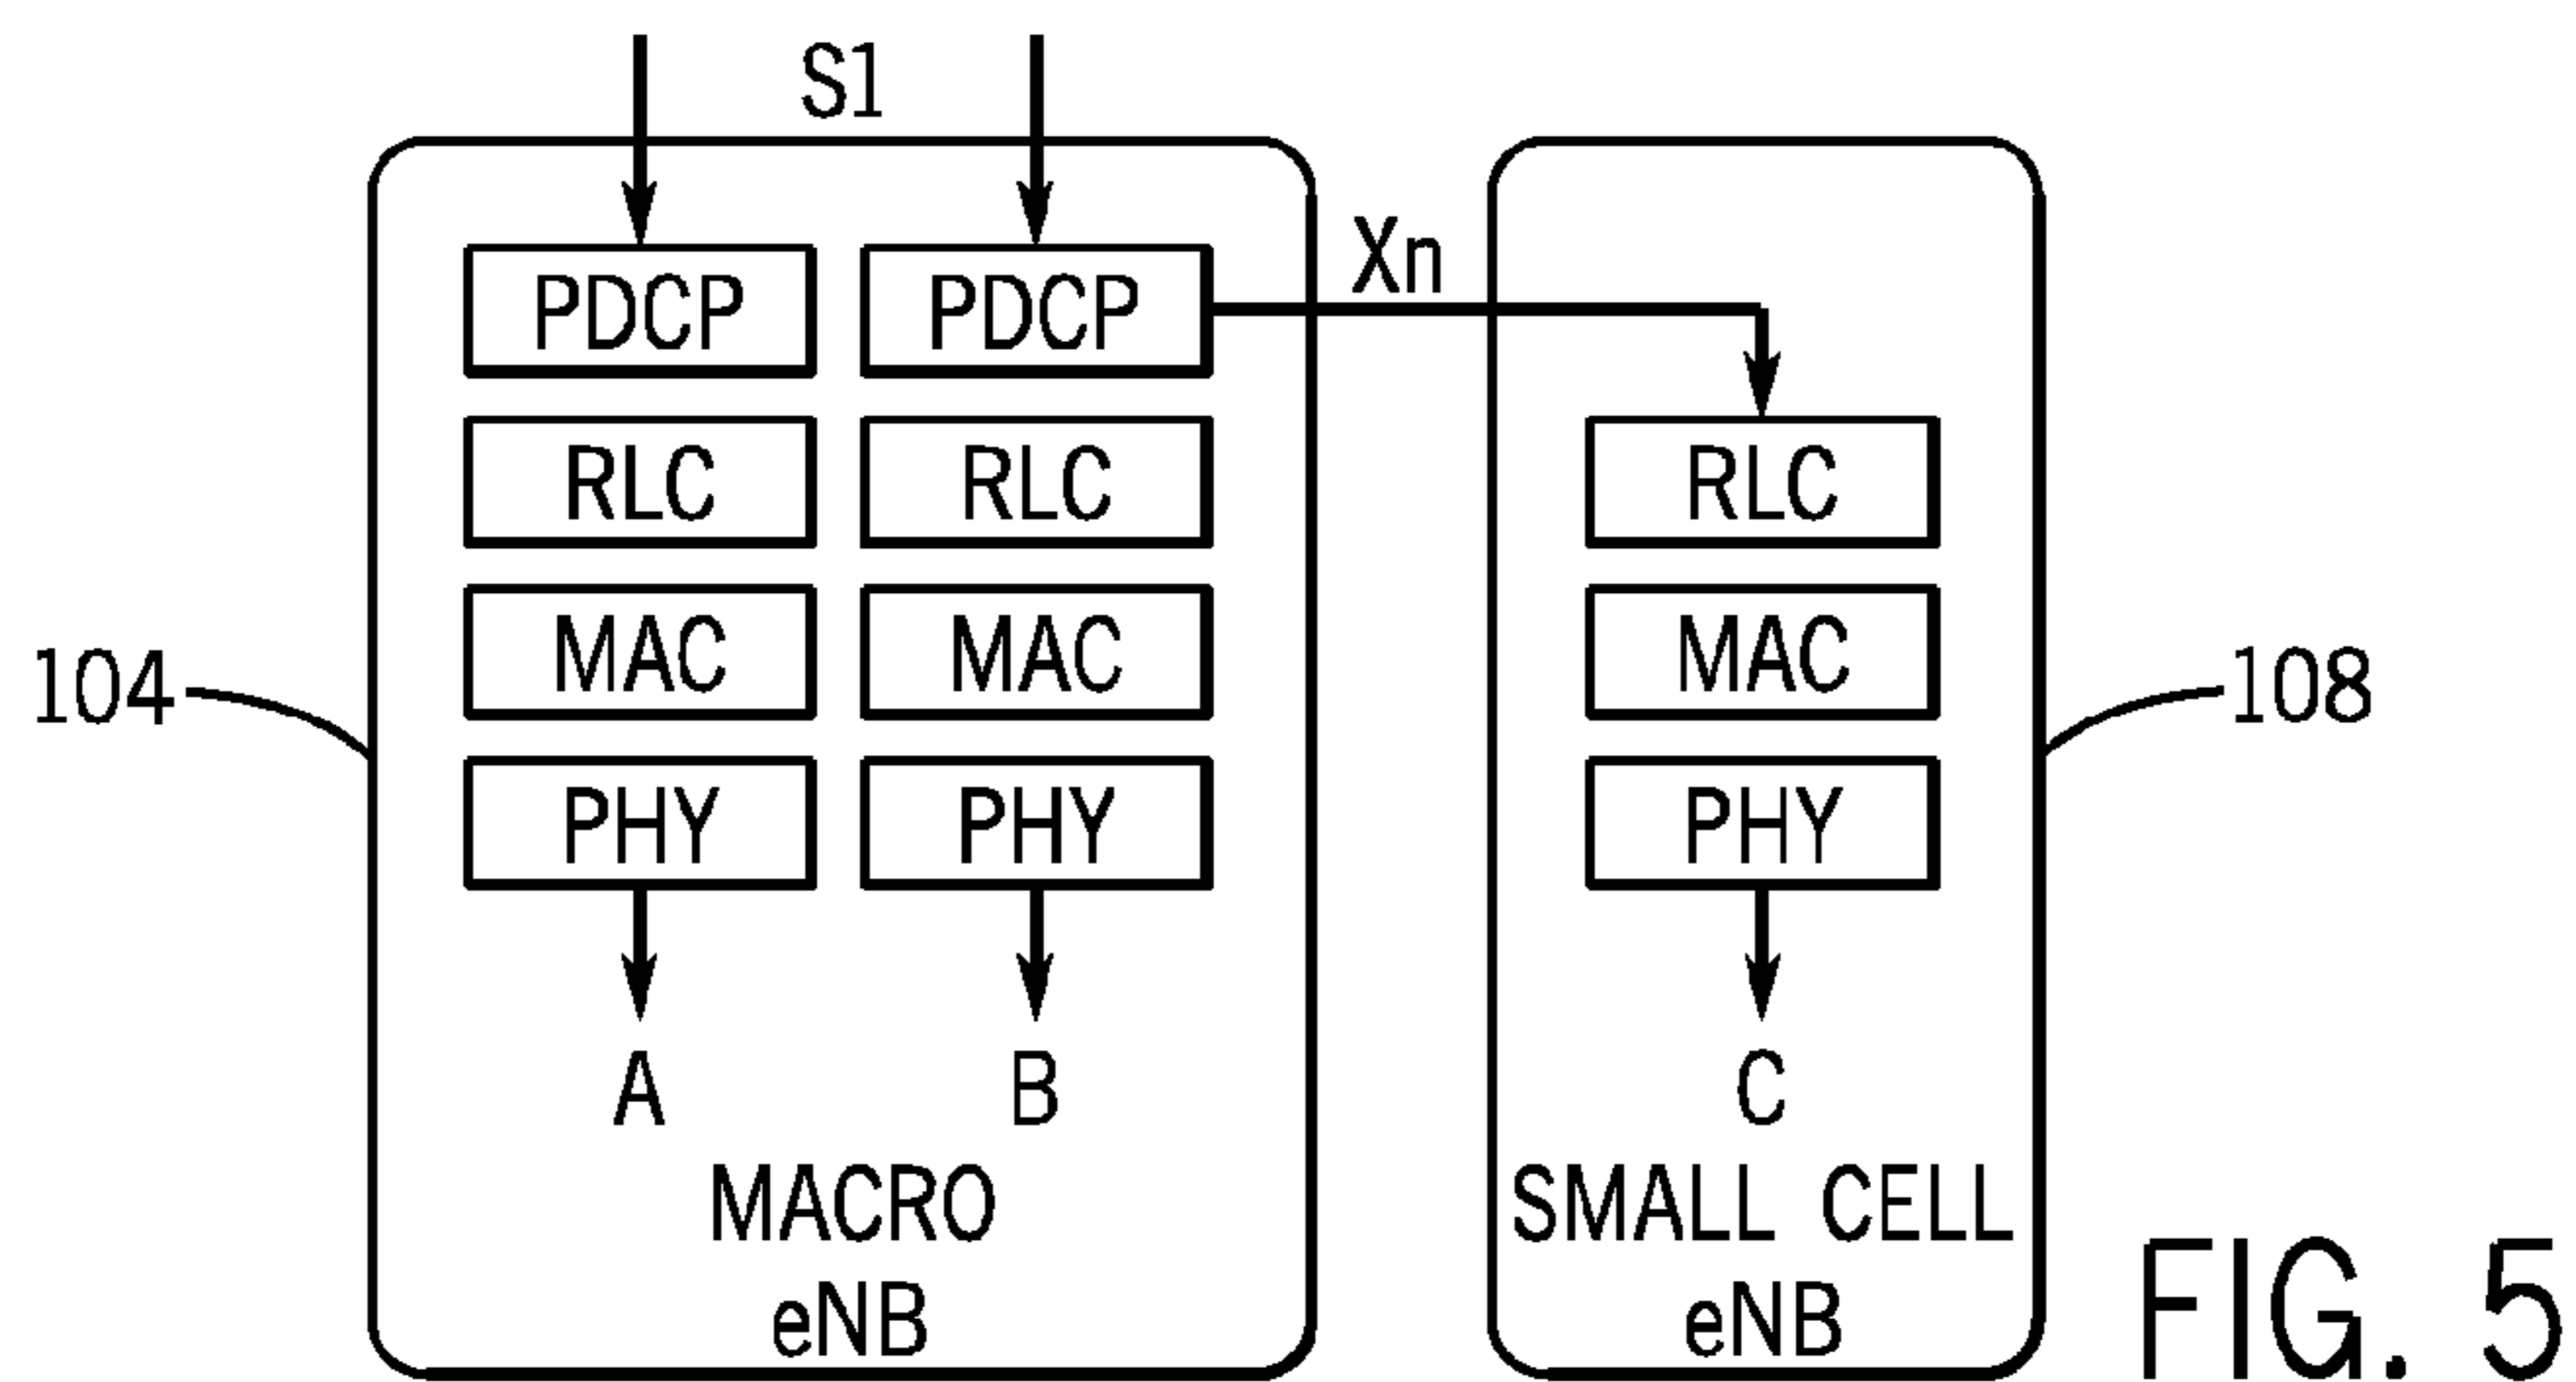 S1
Xn
PDCP PDCP
RLC RLC RLC
MAC MAC MAC
104
108
PHY PHY PHY
A B C
MACRO
eNB
SMALL CELL
eNB
FIG. 5